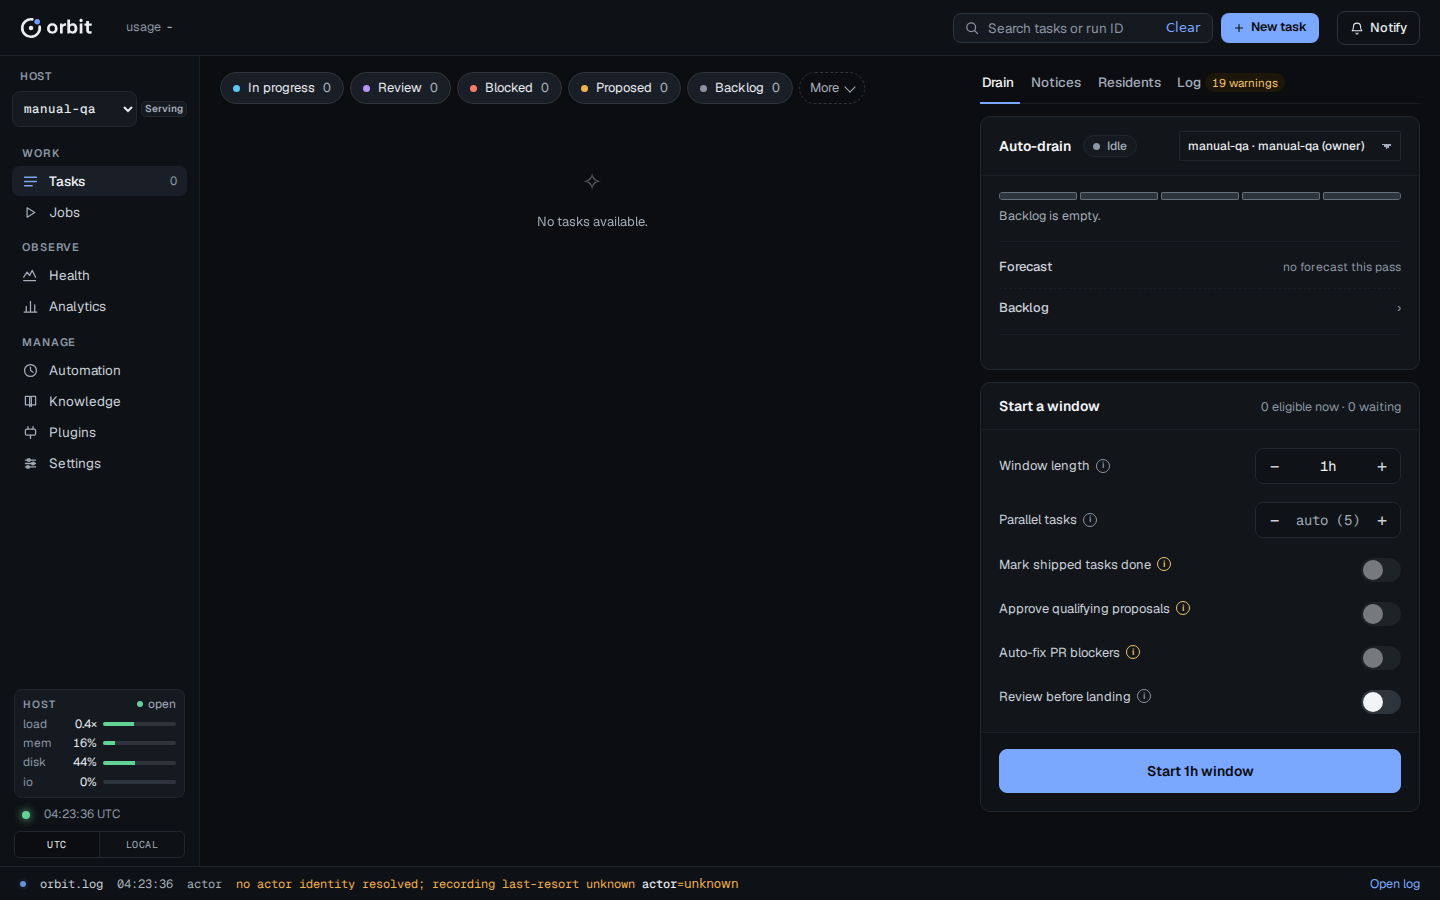 orbit
usage -
Search tasks or run ID
Clear
+ New task
Notify
HOST
manual-qa
Serving
WORK
Tasks 0
Jobs
OBSERVE
Health
Analytics
MANAGE
Automation
Knowledge
Plugins
Settings
HOST open
load 0.4×
mem 16%
disk 44%
io 0%
04:23:36 UTC
UTC LOCAL
In progress 0
Review 0
Blocked 0
Proposed 0
Backlog 0
More
No tasks available.
Drain Notices Residents Log 19 warnings
Auto-drain Idle manual-qa · manual-qa (owner)
Backlog is empty.
Forecast no forecast this pass
Backlog ›
Start a window 0 eligible now · 0 waiting
Window length i − 1h +
Parallel tasks i − auto (5) +
Mark shipped tasks done i
Approve qualifying proposals i
Auto-fix PR blockers i
Review before landing i
Start 1h window
orbit.log 04:23:36 actor no actor identity resolved; recording last-resort unknown actor=unknown Open log